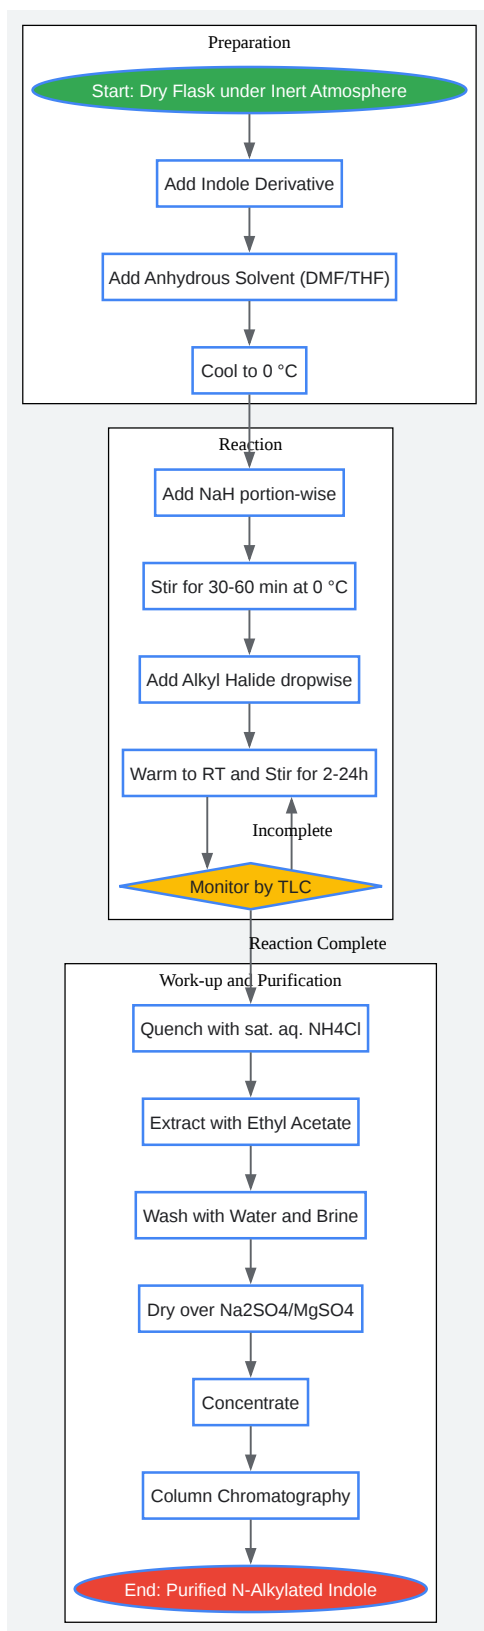 Preparation
Start: Dry Flask under Inert Atmosphere
Add Indole Derivative
Add Anhydrous Solvent (DMF/THF)
Cool to 0 °C
Reaction
Add NaH portion-wise
Stir for 30-60 min at 0 °C
Add Alkyl Halide dropwise
Warm to RT and Stir for 2-24h
Incomplete
Monitor by TLC
Reaction Complete
Work-up and Purification
Quench with sat. aq. NH4Cl
Extract with Ethyl Acetate
Wash with Water and Brine
Dry over Na2SO4/MgSO4
Concentrate
Column Chromatography
End: Purified N-Alkylated Indole